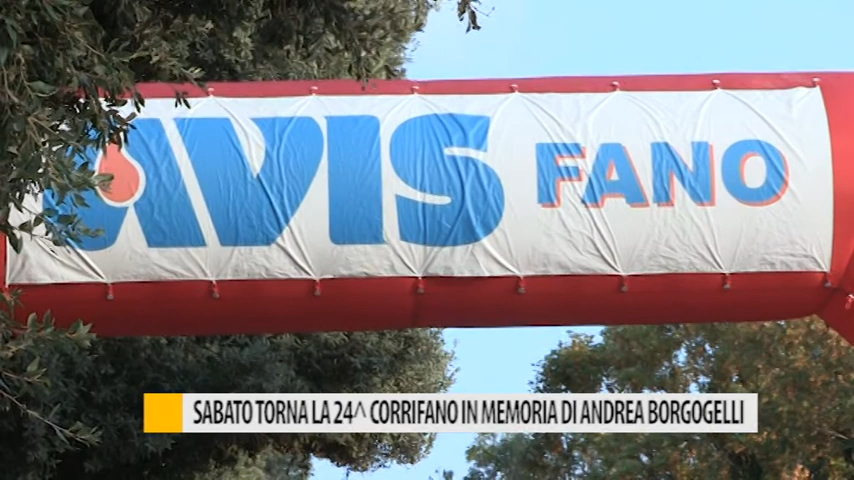 AVIS FANO
SABATO TORNA LA 24^ CORRIFANO IN MEMORIA DI ANDREA BORGOGELLI